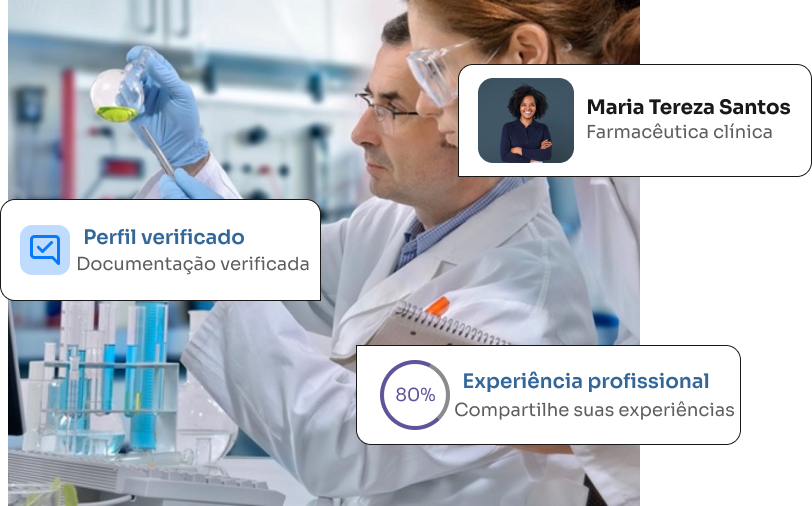 Maria Tereza Santos
Farmacêutica clínica
Perfil verificado
Documentação verificada
80%
Experiência profissional
Compartilhe suas experiências